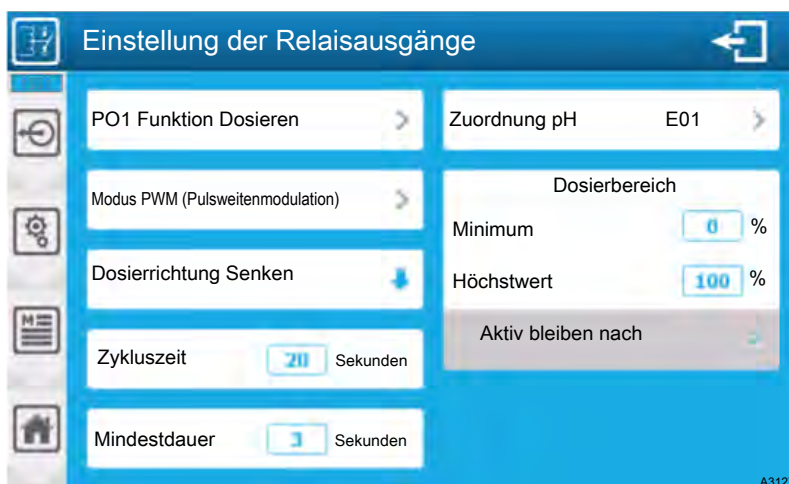 Einstellung der Relaisausgänge
PO1 Funktion Dosieren
Modus PWM (Pulsweitenmodulation)
Dosierrichtung Senken
Zykluszeit 20 Sekunden
Mindestdauer 3 Sekunden
Zuordnung pH E01
Dosierbereich
Minimum 0 %
Höchstwert 100 %
Aktiv bleiben nach
M
A312